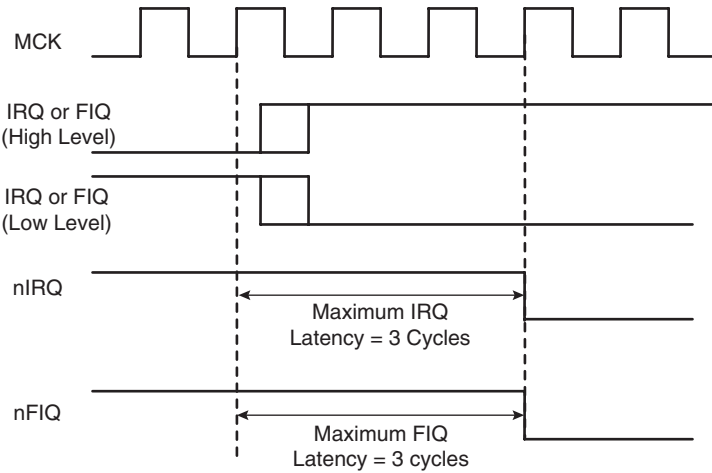 MCK
IRQ or FIQ
(High Level)
IRQ or FIQ
(Low Level)
nIRQ
Maximum IRQ
Latency = 3 Cycles
nFIQ
Maximum FIQ
Latency = 3 cycles